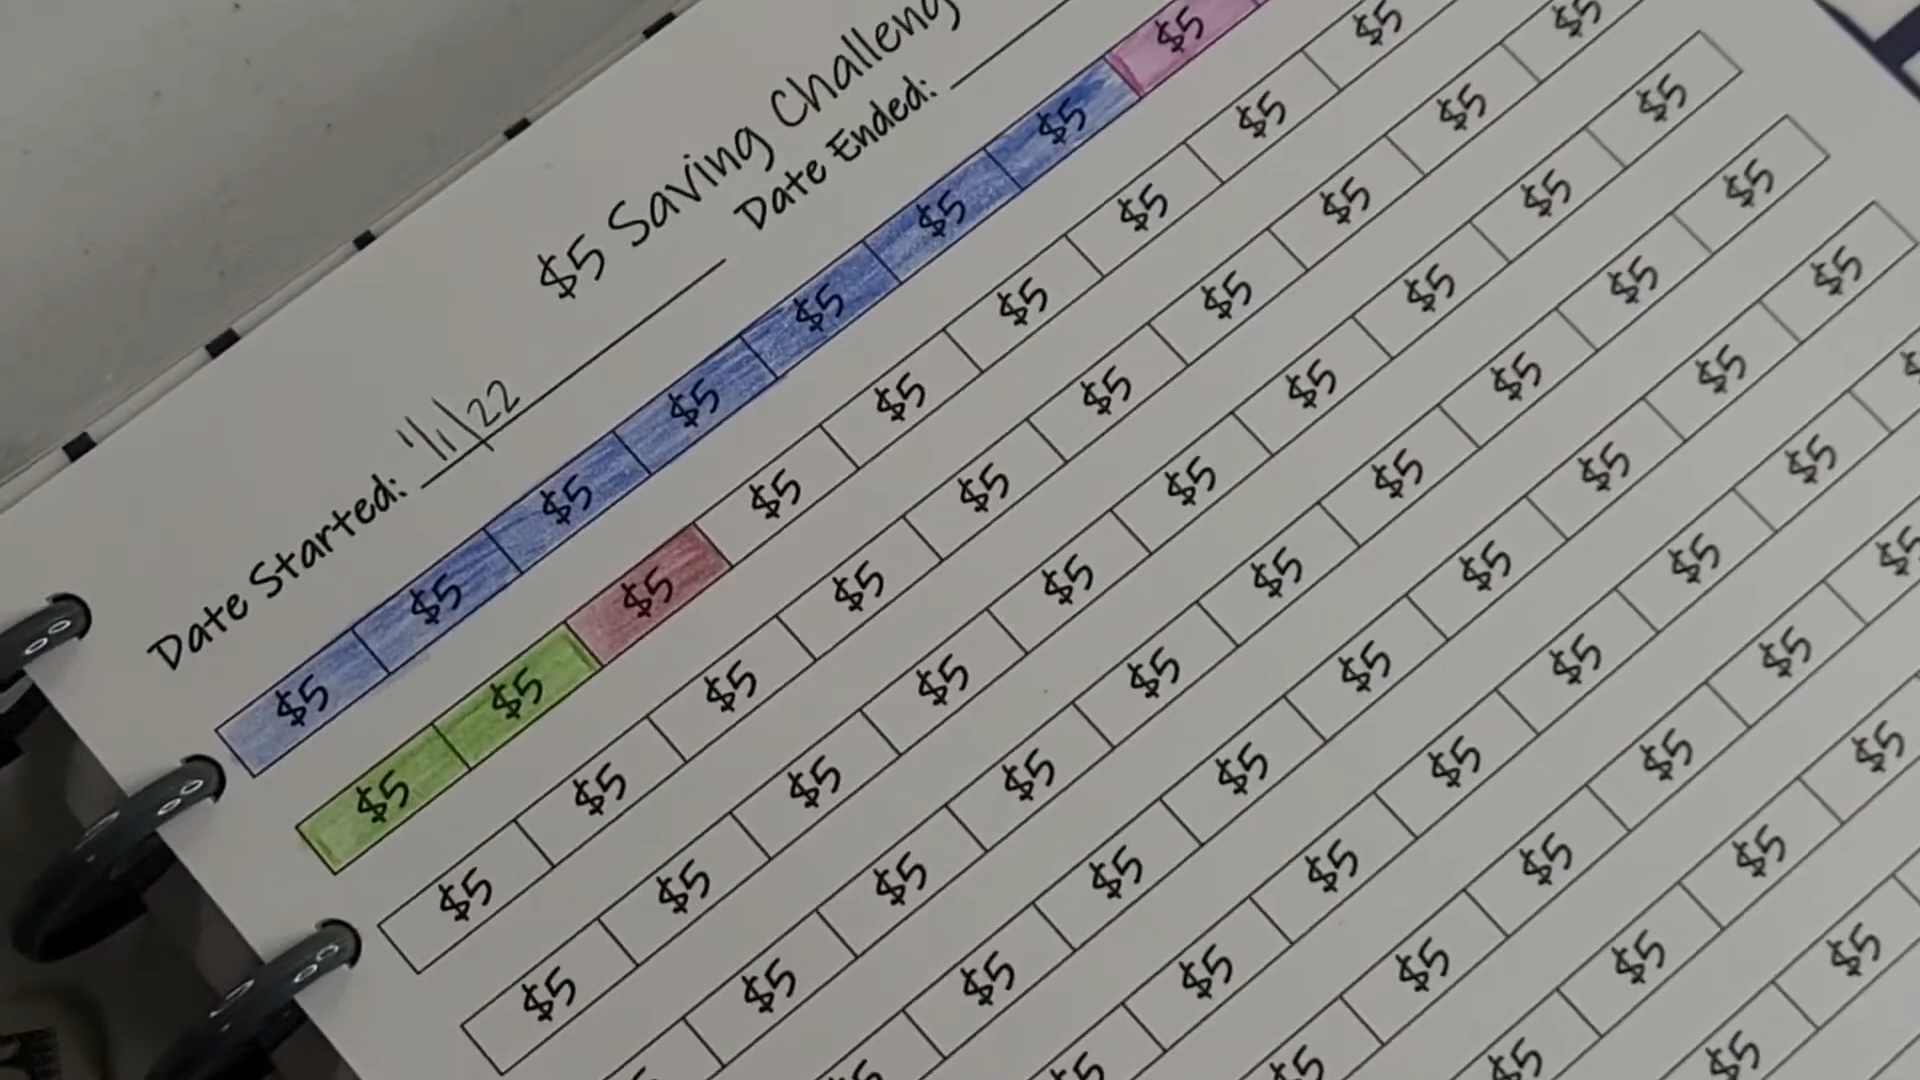 $5 Saving Challeng
Date Started: 1/1/22 Date Ended:
$5 $5 $5 $5 $5 $5 $5 $5
$5 $5 $5 $5 $5 $5 $5 $5 $5
$5 $5 $5 $5 $5 $5 $5 $5 $5 $5
$5 $5 $5 $5 $5 $5 $5 $5 $5 $5
$5 $5 $5 $5 $5 $5 $5 $5 $5
$5 $5 $5 $5 $5 $5 $5 $5 $5
$5 $5 $5 $5 $5 $5 $5
$5 $5 $5 $5 $5 $5
$5 $5 $5 $5
$5 $5